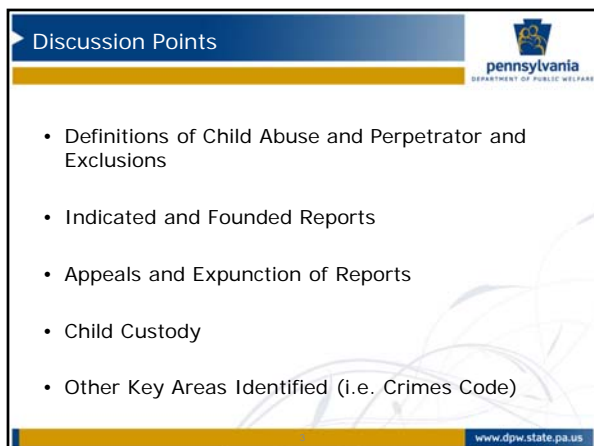 Discussion Points
pennsylvania
DEPARTMENT OF PUBLIC WELFARE
• Definitions of Child Abuse and Perpetrator and
Exclusions
• Indicated and Founded Reports
• Appeals and Expunction of Reports
• Child Custody
• Other Key Areas Identified (i.e. Crimes Code)
www.dpw.state.pa.us